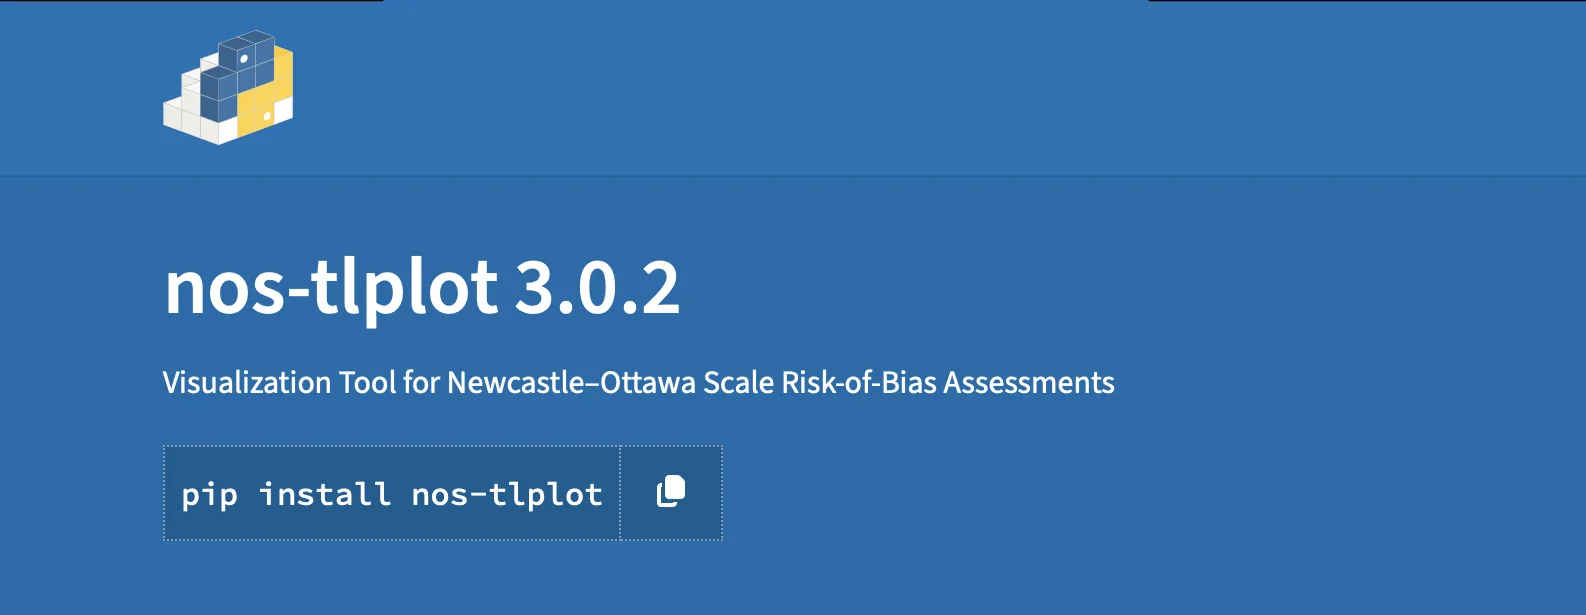 nos-tlplot 3.0.2
Visualization Tool for Newcastle–Ottawa Scale Risk-of-Bias Assessments
pip install nos-tlplot